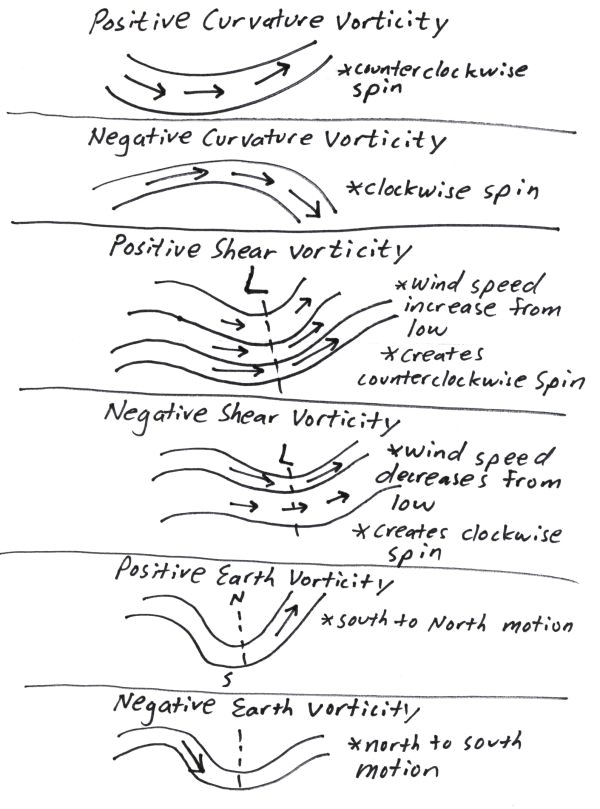 Positive Curvature Vorticity
*counterclockwise
spin
Negative Curvature Vorticity
*clockwise spin
Positive Shear Vorticity
L
*wind speed
increase from
low
*creates
counterclockwise spin
Negative Shear Vorticity
L
*wind speed
decreases from
low
*creates clockwise
spin
Positive Earth Vorticity
N
*south to North motion
S
Negative Earth Vorticity
*north to south
motion